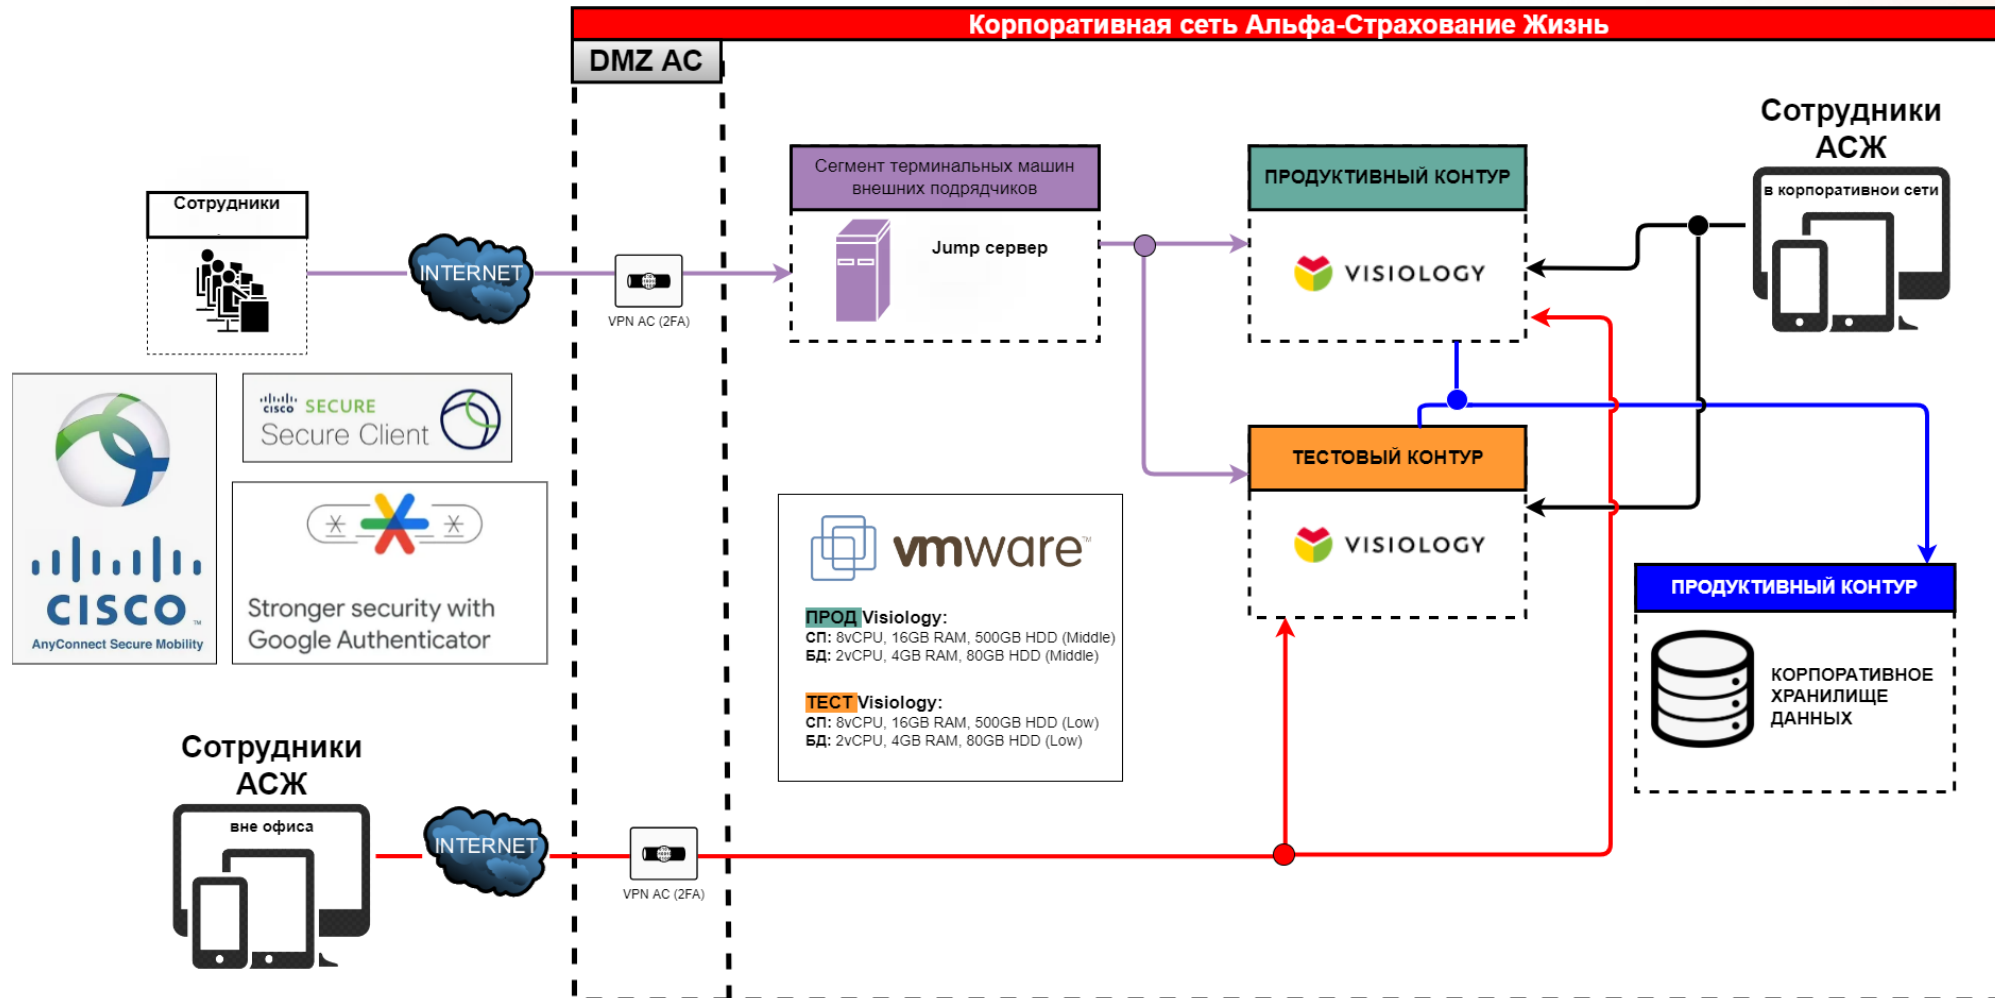 Корпоративная сеть Альфа-Страхование Жизнь
DMZ АС
Сотрудники
INTERNET
VPN АС (2FA)
Сегмент терминальных машин
внешних подрядчиков
Jump сервер
ПРОДУКТИВНЫЙ КОНТУР
VISIOLOGY
Сотрудники
АСЖ
в корпоративной сети
CISCO
AnyConnect Secure Mobility
cisco SECURE
Secure Client
Stronger security with
Google Authenticator
ТЕСТОВЫЙ КОНТУР
VISIOLOGY
vmware
ПРОД Visiology:
СП: 8vCPU, 16GB RAM, 500GB HDD (Middle)
БД: 2vCPU, 4GB RAM, 80GB HDD (Middle)
ТЕСТ Visiology:
СП: 8vCPU, 16GB RAM, 500GB HDD (Low)
БД: 2vCPU, 4GB RAM, 80GB HDD (Low)
ПРОДУКТИВНЫЙ КОНТУР
КОРПОРАТИВНОЕ
ХРАНИЛИЩЕ
ДАННЫХ
Сотрудники
АСЖ
вне офиса
INTERNET
VPN АС (2FA)